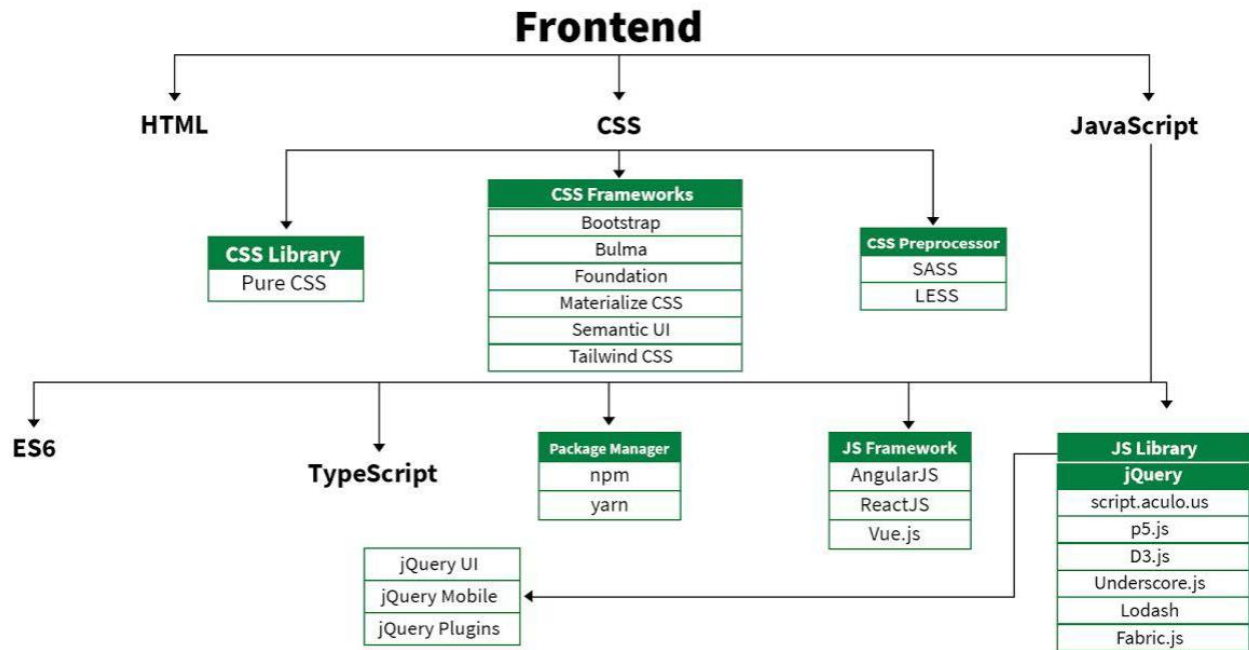 Frontend
HTML
CSS
JavaScript
CSS Library
Pure CSS
CSS Frameworks
Bootstrap
Bulma
Foundation
Materialize CSS
Semantic UI
Tailwind CSS
CSS Preprocessor
SASS
LESS
ES6
TypeScript
Package Manager
npm
yarn
JS Framework
AngularJS
ReactJS
Vue.js
JS Library
jQuery
script.aculo.us
p5.js
D3.js
Underscore.js
Lodash
Fabric.js
jQuery UI
jQuery Mobile
jQuery Plugins